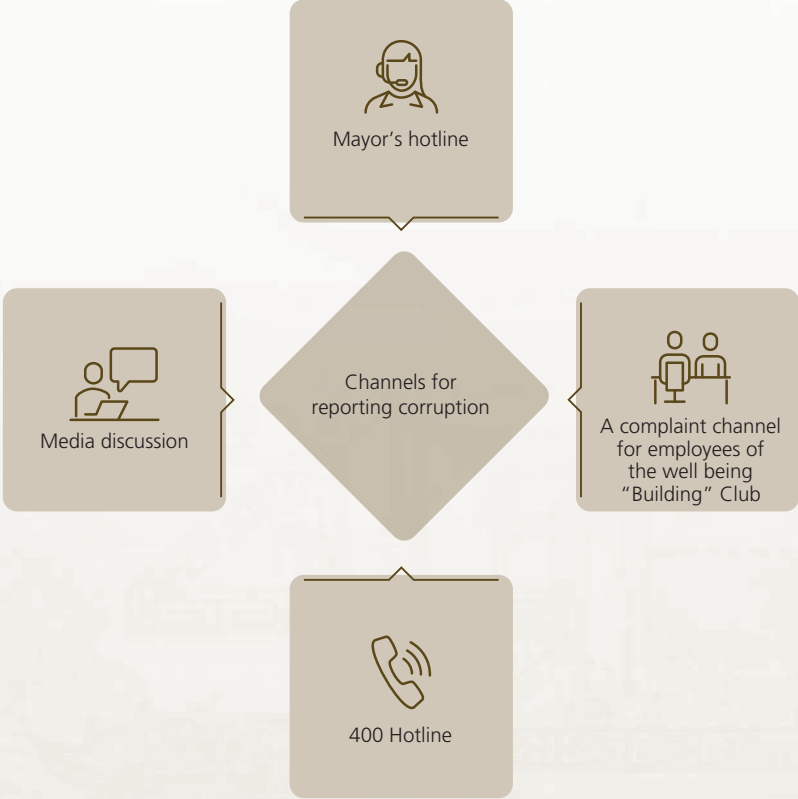 Mayor’s hotline
Channels for
reporting corruption
Media discussion
A complaint channel
for employees of
the well being
“Building” Club
400 Hotline